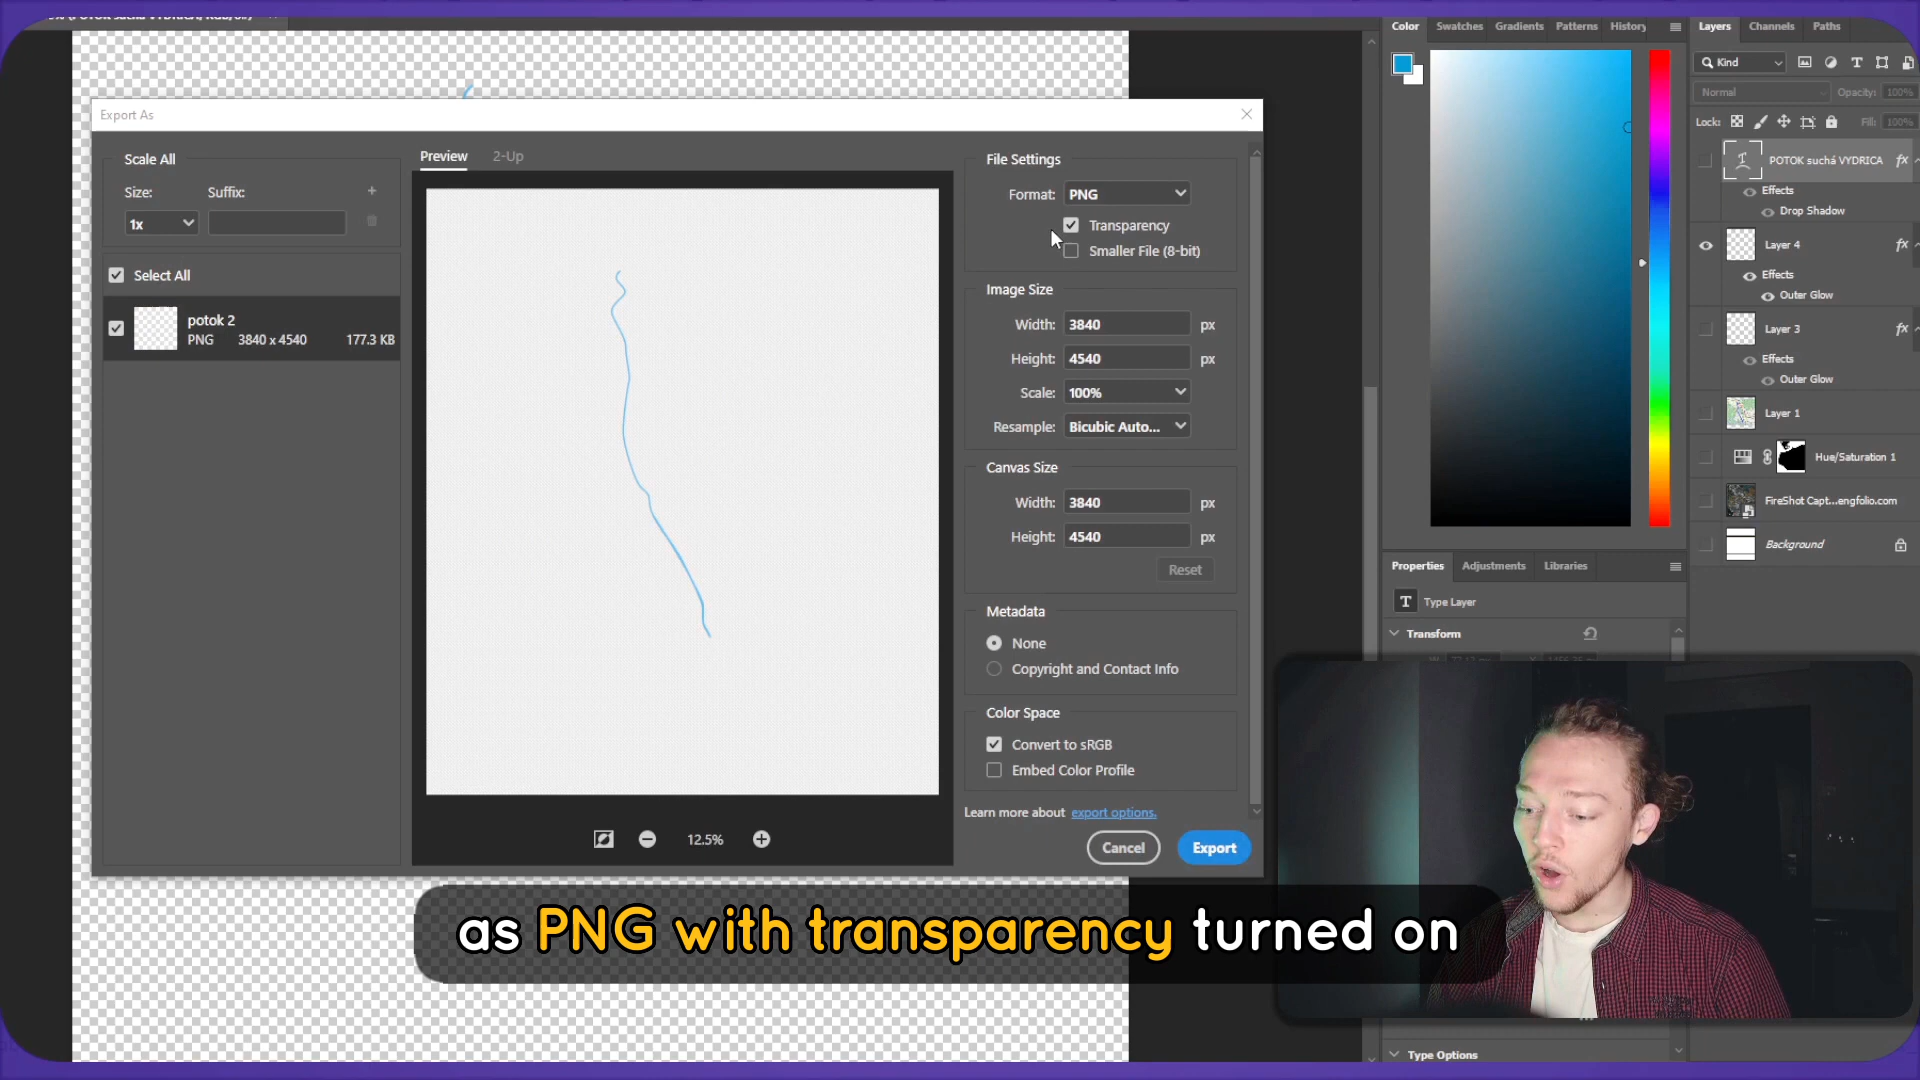 Export As
Scale All
Size:
Suffix:
1x
Select All
potok 2
PNG 3840 x 4540 177.3 KB
Preview
2-Up
12.5%
File Settings
Format:
PNG
Transparency
Smaller File (8-bit)
Image Size
Width:
3840
px
Height:
4540
px
Scale:
100%
Resample:
Bicubic Auto...
Canvas Size
Width:
3840
px
Height:
4540
px
Reset
Metadata
None
Copyright and Contact Info
Color Space
Convert to sRGB
Embed Color Profile
Learn more about export options.
Cancel
Export
Color
Swatches
Gradients
Patterns
History
Properties
Adjustments
Libraries
T Type Layer
Transform
Type Options
Layers
Channels
Paths
Kind
Normal
Opacity:
100%
Lock:
Fill:
100%
POTOK suchá VYDRICA
fx
Effects
Drop Shadow
Layer 4
fx
Effects
Outer Glow
Layer 3
fx
Effects
Outer Glow
Layer 1
Hue/Saturation 1
FireShot Capt...engfolio.com
Background
as PNG with transparency turned on